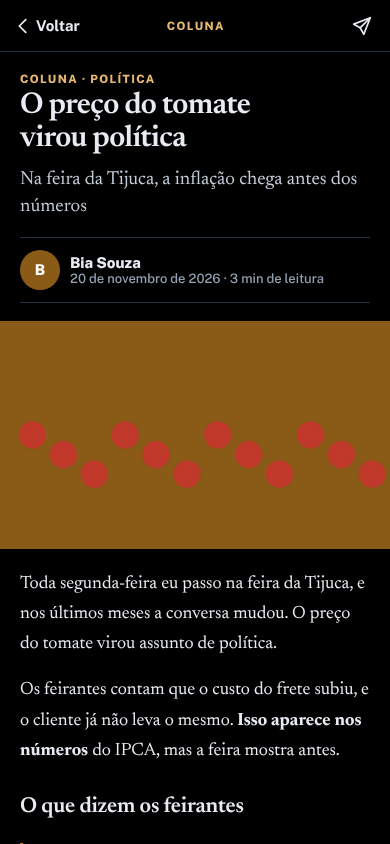 Voltar
COLUNA
COLUNA · POLÍTICA
O preço do tomate
virou política
Na feira da Tijuca, a inflação chega antes dos
números
B
Bia Souza
20 de novembro de 2026 · 3 min de leitura
Toda segunda-feira eu passo na feira da Tijuca, e
nos últimos meses a conversa mudou. O preço
do tomate virou assunto de política.
Os feirantes contam que o custo do frete subiu, e
o cliente já não leva o mesmo. Isso aparece nos
números do IPCA, mas a feira mostra antes.
O que dizem os feirantes